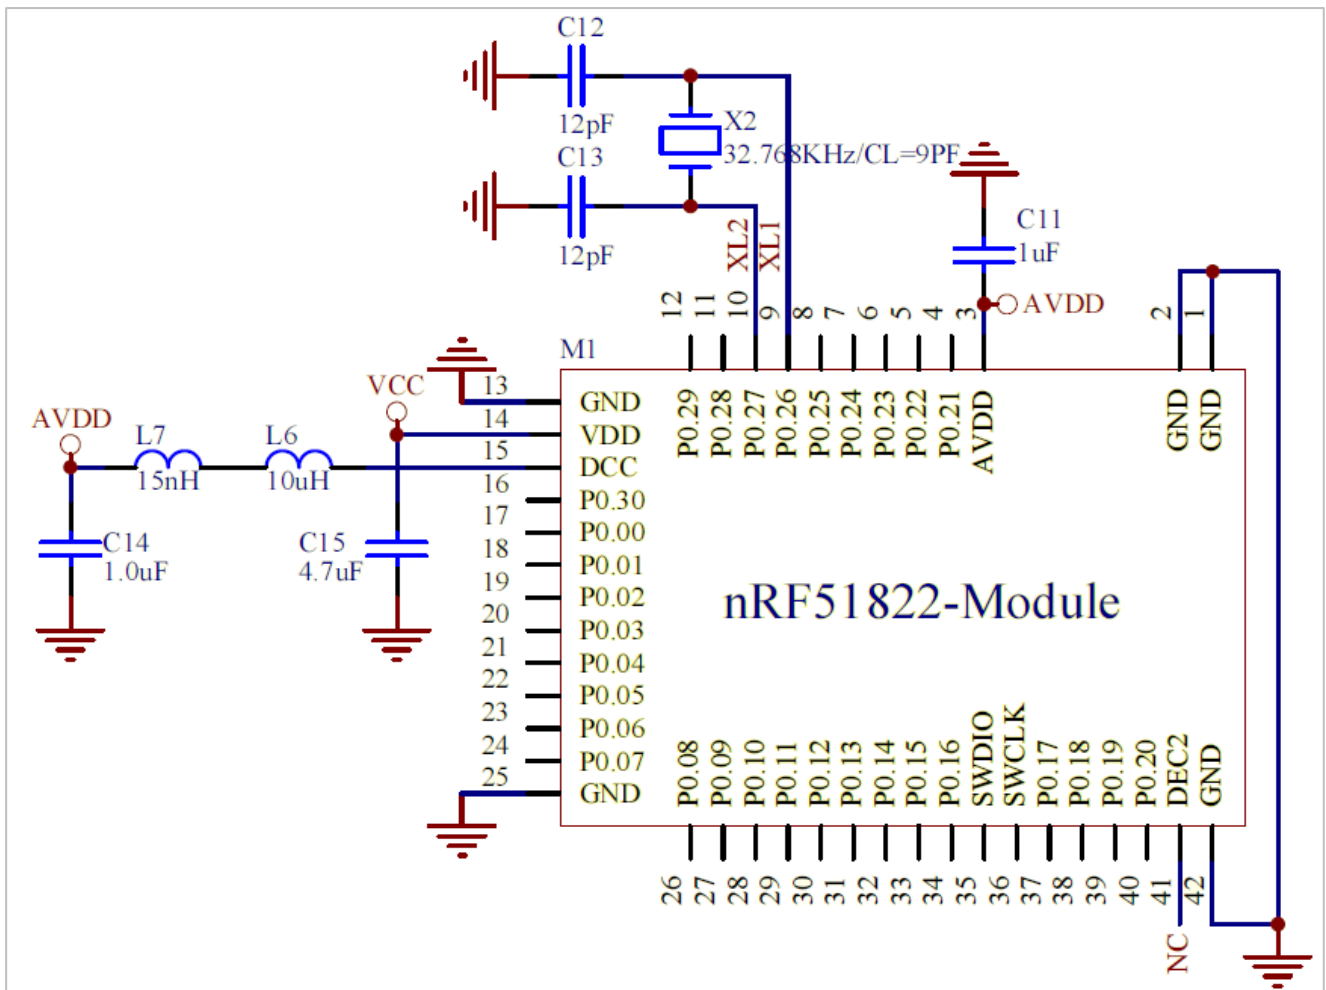 C12
12pF
X2
32.768KHz/CL=9PF
C13
12pF
XL2
XL1
C11
1uF
AVDD
12
11
10
9
8
7
6
5
4
3
2
1
M1
P0.29
P0.28
P0.27
P0.26
P0.25
P0.24
P0.23
P0.22
P0.21
AVDD
GND
GND
AVDD
L7
15nH
L6
10uH
VCC
C14
1.0uF
C15
4.7uF
13 GND
14 VDD
15 DCC
16 P0.30
17 P0.00
18 P0.01
19 P0.02
20 P0.03
21 P0.04
22 P0.05
23 P0.06
24 P0.07
25 GND
nRF51822-Module
P0.08
P0.09
P0.10
P0.11
P0.12
P0.13
P0.14
P0.15
P0.16
SWDIO
SWCLK
P0.17
P0.18
P0.19
P0.20
DEC2
GND
26
27
28
29
30
31
32
33
34
35
36
37
38
39
40
41
42
NC